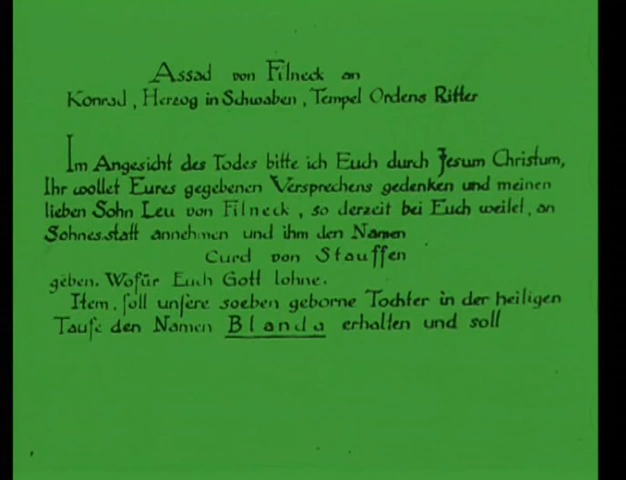 Assad von Filneck an
Konrad, Herzog in Schwaben, Tempel Ordens Ritter
Im Angesicht des Todes bitte ich Euch durch Jesum Christum,
Ihr wollet Eures gegebenen Versprechens gedenken und meinen
lieben Sohn Leu von Filneck, so derzeit bei Euch weilet, an
Sohnesstatt annehmen und ihm den Namen
Curd von Stauffen
geben. Wofür Euch Gott lohne.
Item, soll unsere soeben geborne Tochter in der heiligen
Taufe den Namen Blanda erhalten und soll